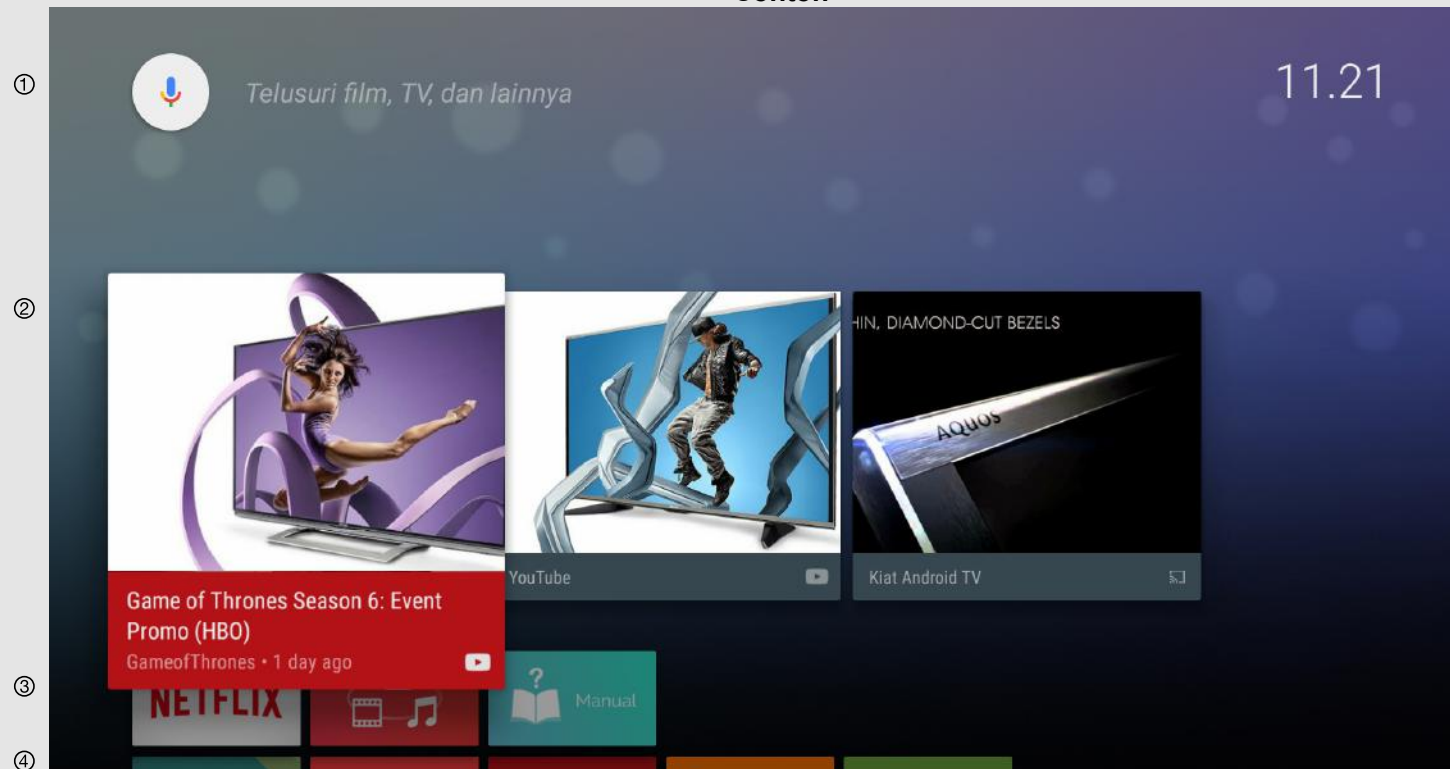 ①
Telusuri film, TV, dan lainnya
11.21
②
HIN, DIAMOND-CUT BEZELS
AQUOS
Game of Thrones Season 6: Event
Promo (HBO)
GameofThrones • 1 day ago
YouTube
Kiat Android TV
③
NETFLIX
?
Manual
④